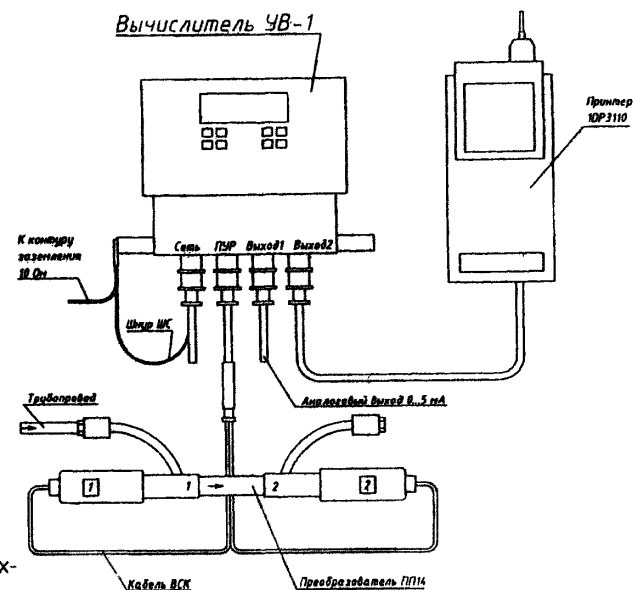 Вычислитель УВ-1
Принтер
1DP3110
К контуру
заземления
10 Ом
Сеть ПУР Выход1 Выход2
Шнур ШС
Аналоговый выход 0...5 мА
Трубопровод
1 1 2 2
х-
Кабель ВСК
Преобразователь ПП14